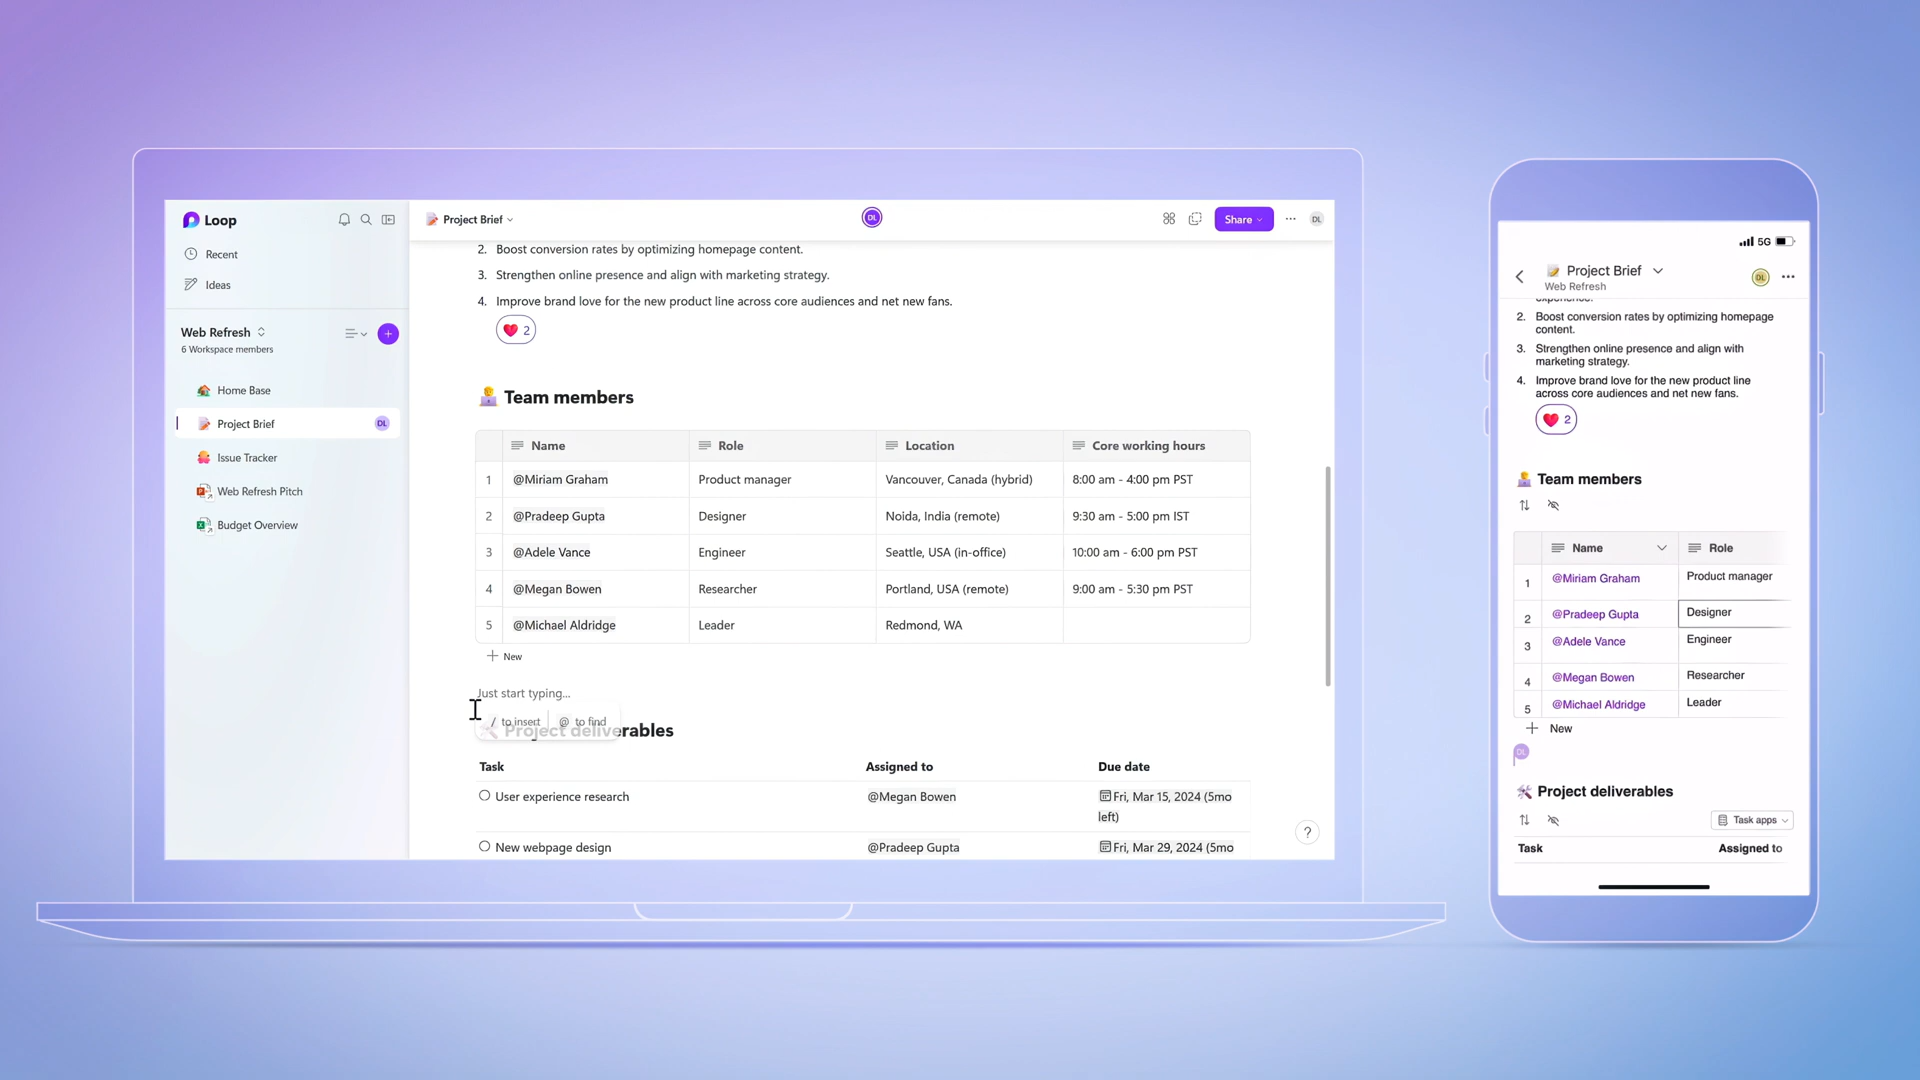 Loop
Recent
Ideas
Web Refresh
6 Workspace members
Home Base
Project Brief DL
Issue Tracker
Web Refresh Pitch
Budget Overview
Project Brief DL Share DL
2. Boost conversion rates by optimizing homepage content.
3. Strengthen online presence and align with marketing strategy.
4. Improve brand love for the new product line across core audiences and net new fans.
2
Team members
Name Role Location Core working hours
1 @Miriam Graham Product manager Vancouver, Canada (hybrid) 8:00 am - 4:00 pm PST
2 @Pradeep Gupta Designer Noida, India (remote) 9:30 am - 5:00 pm IST
3 @Adele Vance Engineer Seattle, USA (in-office) 10:00 am - 6:00 pm PST
4 @Megan Bowen Researcher Portland, USA (remote) 9:00 am - 5:30 pm PST
5 @Michael Aldridge Leader Redmond, WA
New
Just start typing...
/ to insert @ to find
Project deliverables
Task Assigned to Due date
User experience research @Megan Bowen Fri, Mar 15, 2024 (5mo
left)
New webpage design @Pradeep Gupta Fri, Mar 29, 2024 (5mo
?
5G
Project Brief DL
Web Refresh
experience.
2. Boost conversion rates by optimizing homepage
content.
3. Strengthen online presence and align with
marketing strategy.
4. Improve brand love for the new product line
across core audiences and net new fans.
2
Team members
Name Role
1 @Miriam Graham Product manager
2 @Pradeep Gupta Designer
3 @Adele Vance Engineer
4 @Megan Bowen Researcher
5 @Michael Aldridge Leader
New
DL
Project deliverables
Task apps
Task Assigned to